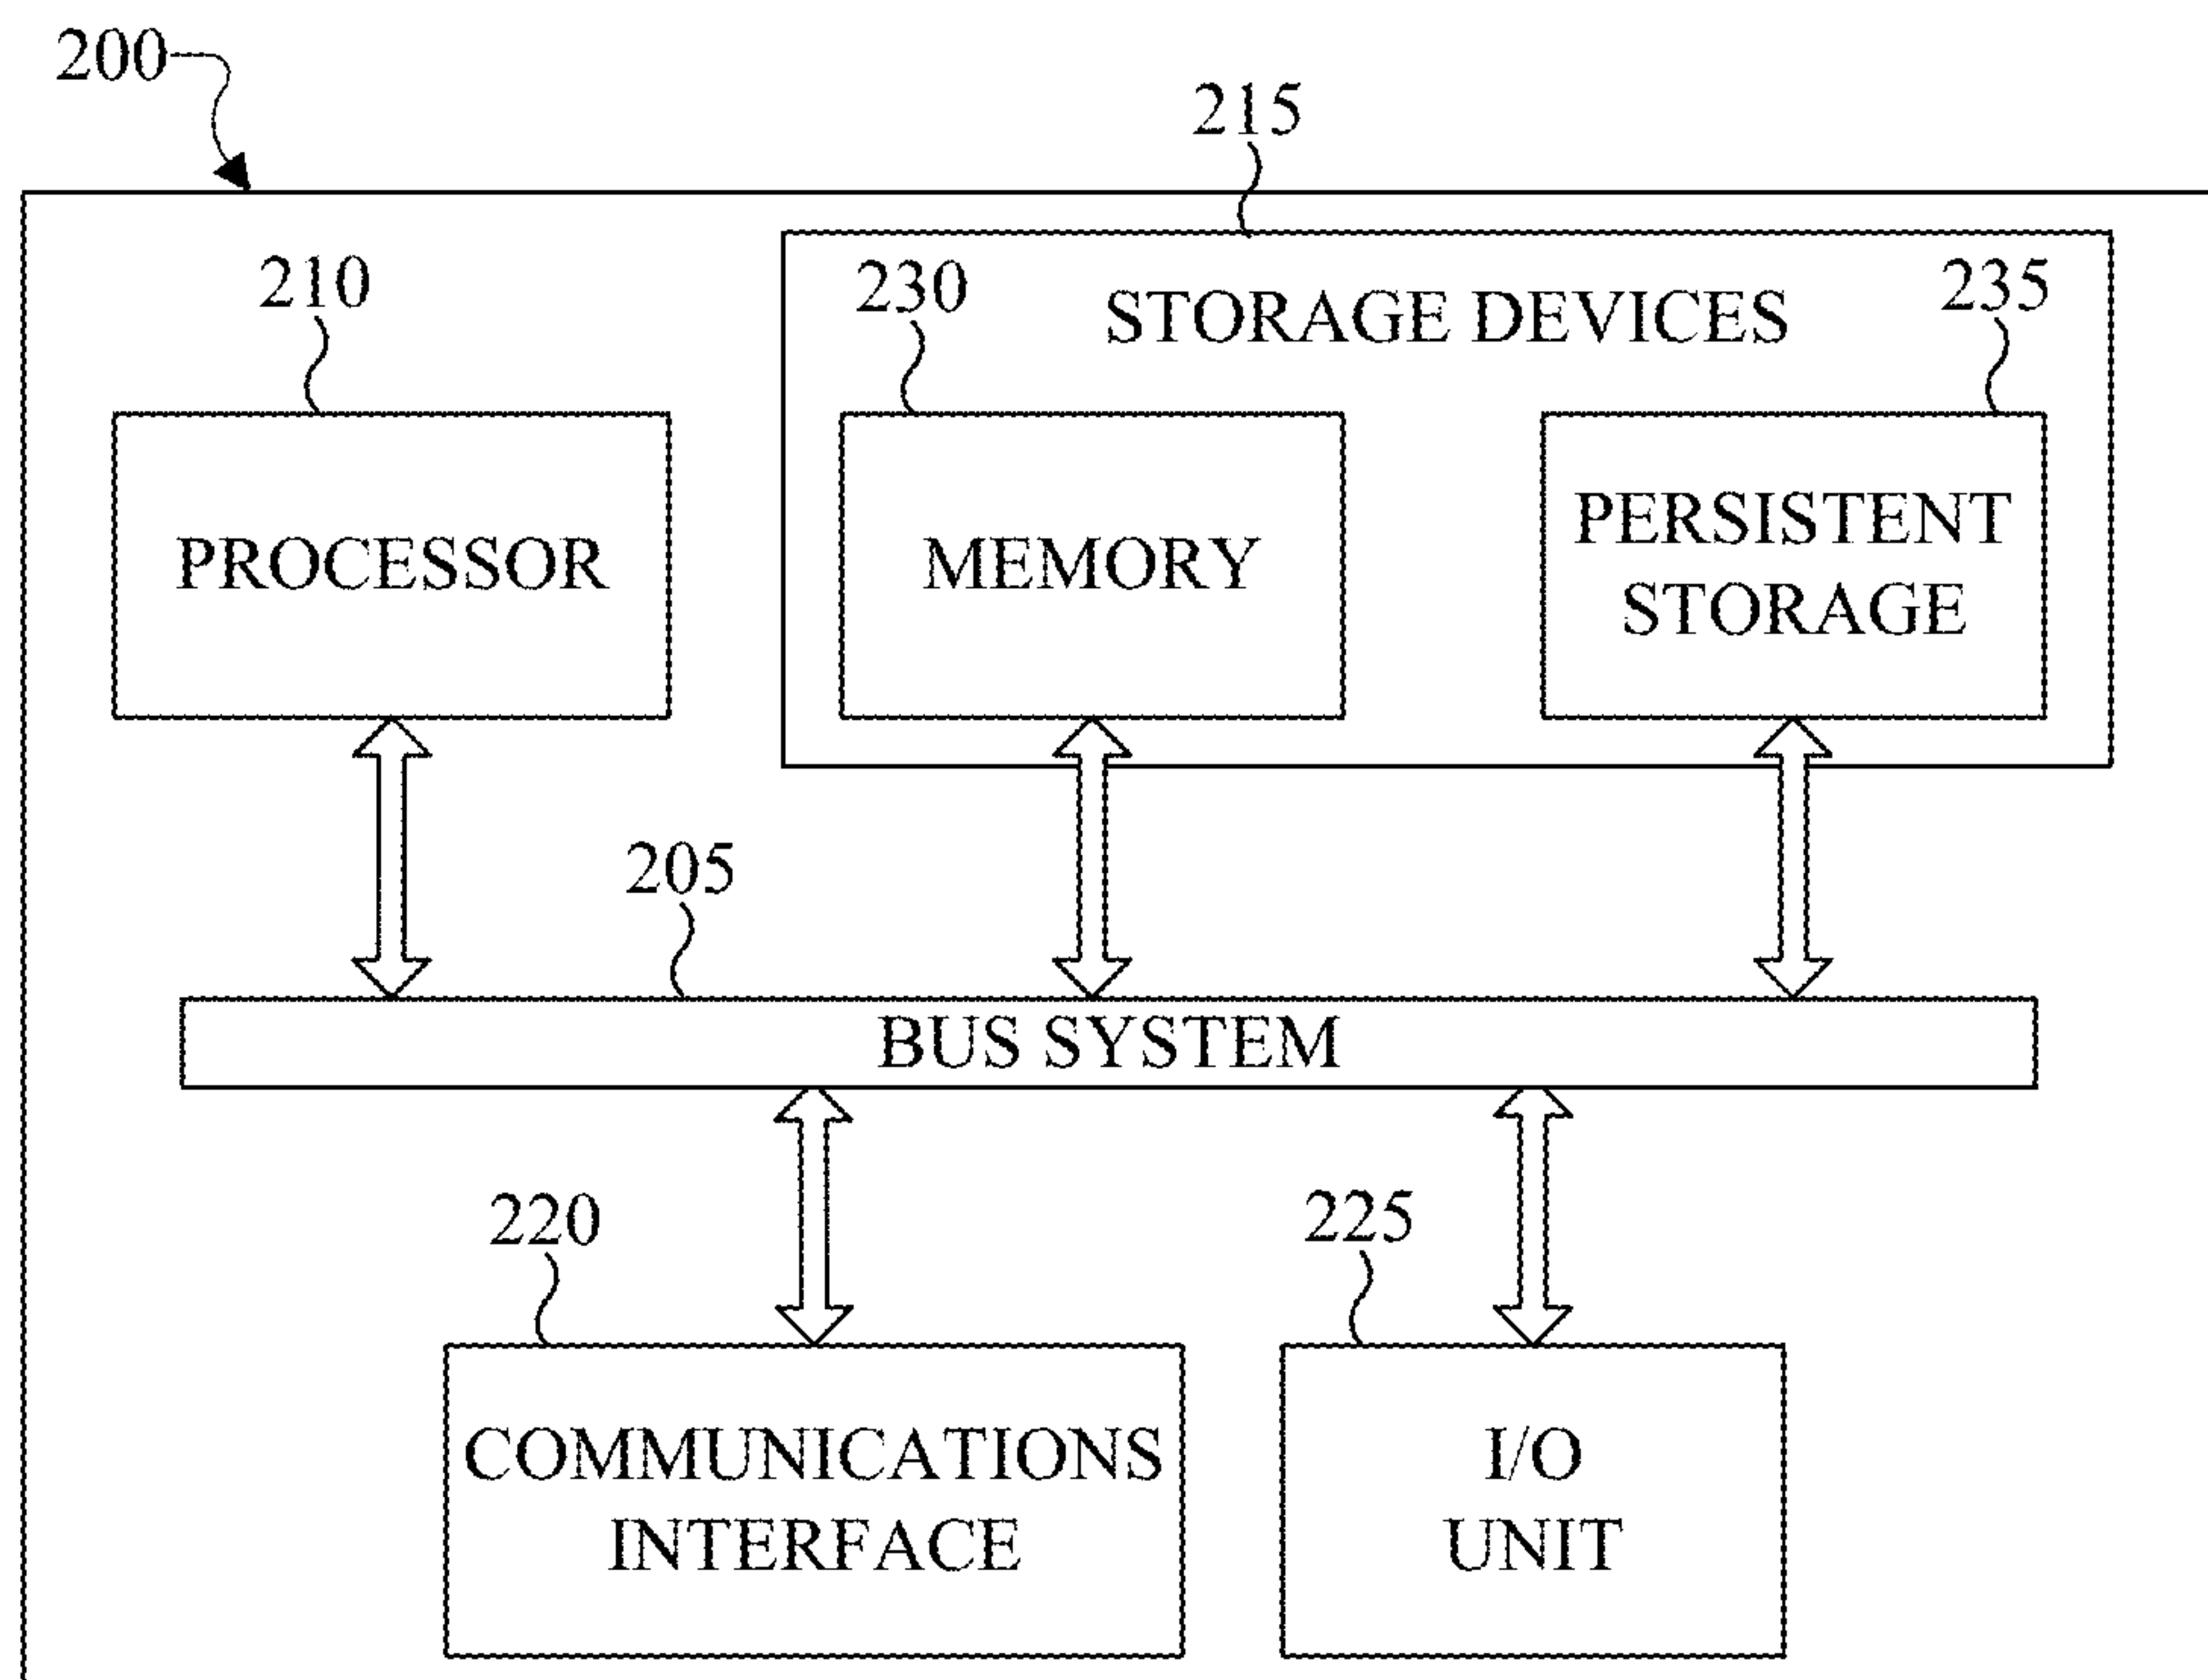 200
215
210
230
STORAGE DEVICES
235
PROCESSOR
MEMORY
PERSISTENT
STORAGE
205
BUS SYSTEM
220
225
COMMUNICATIONS
INTERFACE
I/O
UNIT